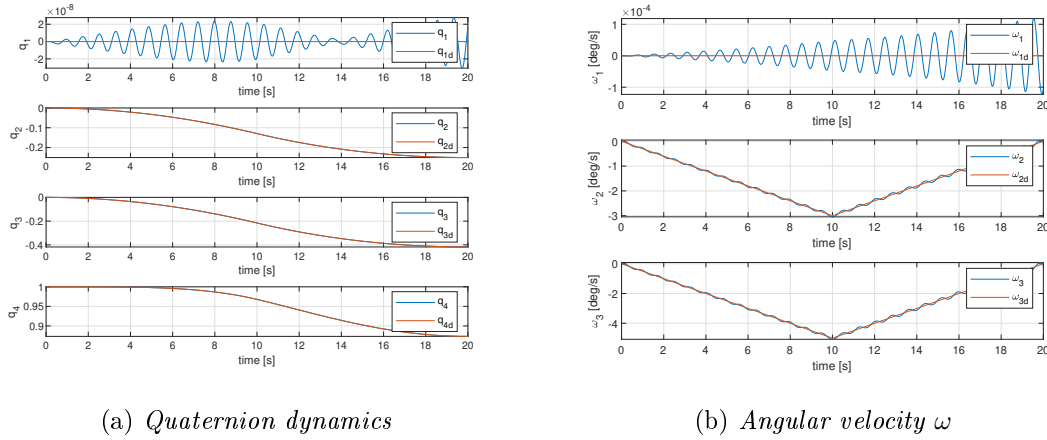 ×10⁻⁸
2
0
-2
q₁
q₁
q₁d
0 2 4 6 8 10 12 14 16 18 20
time [s]
0
-0.1
-0.2
q₂
q₂
q₂d
0 2 4 6 8 10 12 14 16 18 20
time [s]
0
-0.2
-0.4
q₃
q₃
q₃d
0 2 4 6 8 10 12 14 16 18 20
time [s]
1
0.95
0.9
q₄
q₄
q₄d
0 2 4 6 8 10 12 14 16 18 20
time [s]
(a) Quaternion dynamics
×10⁻⁴
1
0
-1
ω₁ [deg/s]
ω₁
ω₁d
0 2 4 6 8 10 12 14 16 18 20
time [s]
0
-1
-2
-3
ω₂ [deg/s]
ω₂
ω₂d
0 2 4 6 8 10 12 14 16 18 20
time [s]
0
-2
-4
ω₃ [deg/s]
ω₃
ω₃d
0 2 4 6 8 10 12 14 16 18 20
time [s]
(b) Angular velocity ω